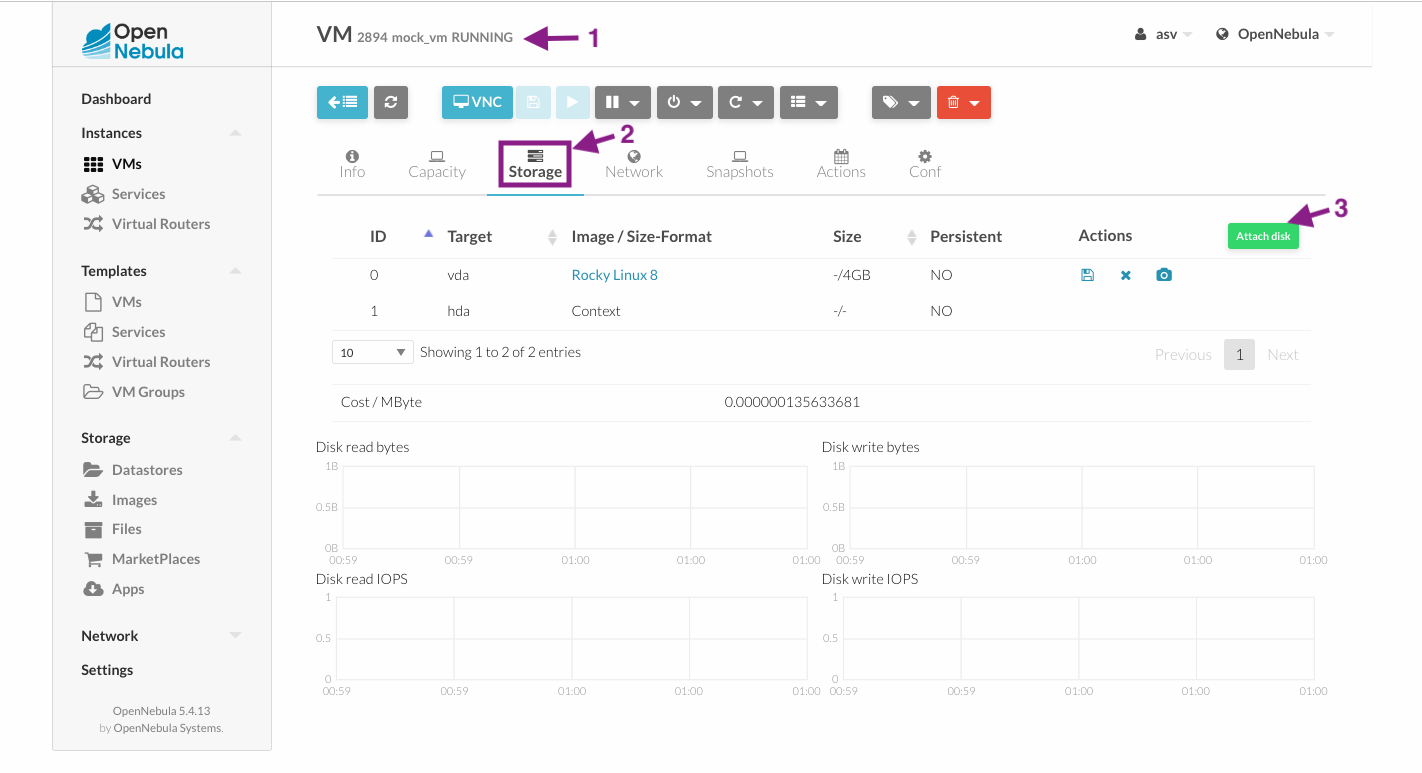 Open
Nebula
VM 2894 mock_vm RUNNING
1
asv
OpenNebula
Dashboard
Instances
VMs
Services
Virtual Routers
Templates
VMs
Services
Virtual Routers
VM Groups
Storage
Datastores
Images
Files
MarketPlaces
Apps
Network
Settings
OpenNebula 5.4.13
by OpenNebula Systems.
VNC
2
Info
Capacity
Storage
Network
Snapshots
Actions
Conf
3
ID Target Image / Size-Format Size Persistent Actions Attach disk
0 vda Rocky Linux 8 -/4GB NO
1 hda Context -/- NO
10 Showing 1 to 2 of 2 entries Previous 1 Next
Cost / MByte 0.000000135633681
Disk read bytes
1B
0.5B
0B
00:59 00:59 01:00 01:00 01:00
Disk write bytes
1B
0.5B
0B
00:59 00:59 01:00 01:00 01:00
Disk read IOPS
1
0.5
0
00:59 00:59 01:00 01:00 01:00
Disk write IOPS
1
0.5
0
00:59 00:59 01:00 01:00 01:00